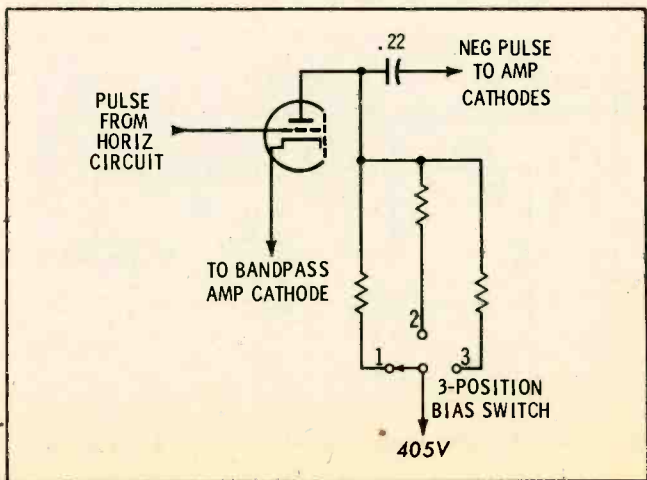 .22
NEG PULSE
TO AMP
CATHODES
PULSE
FROM
HORIZ
CIRCUIT
TO BANDPASS
AMP CATHODE
2
1
3
3-POSITION
BIAS SWITCH
405V